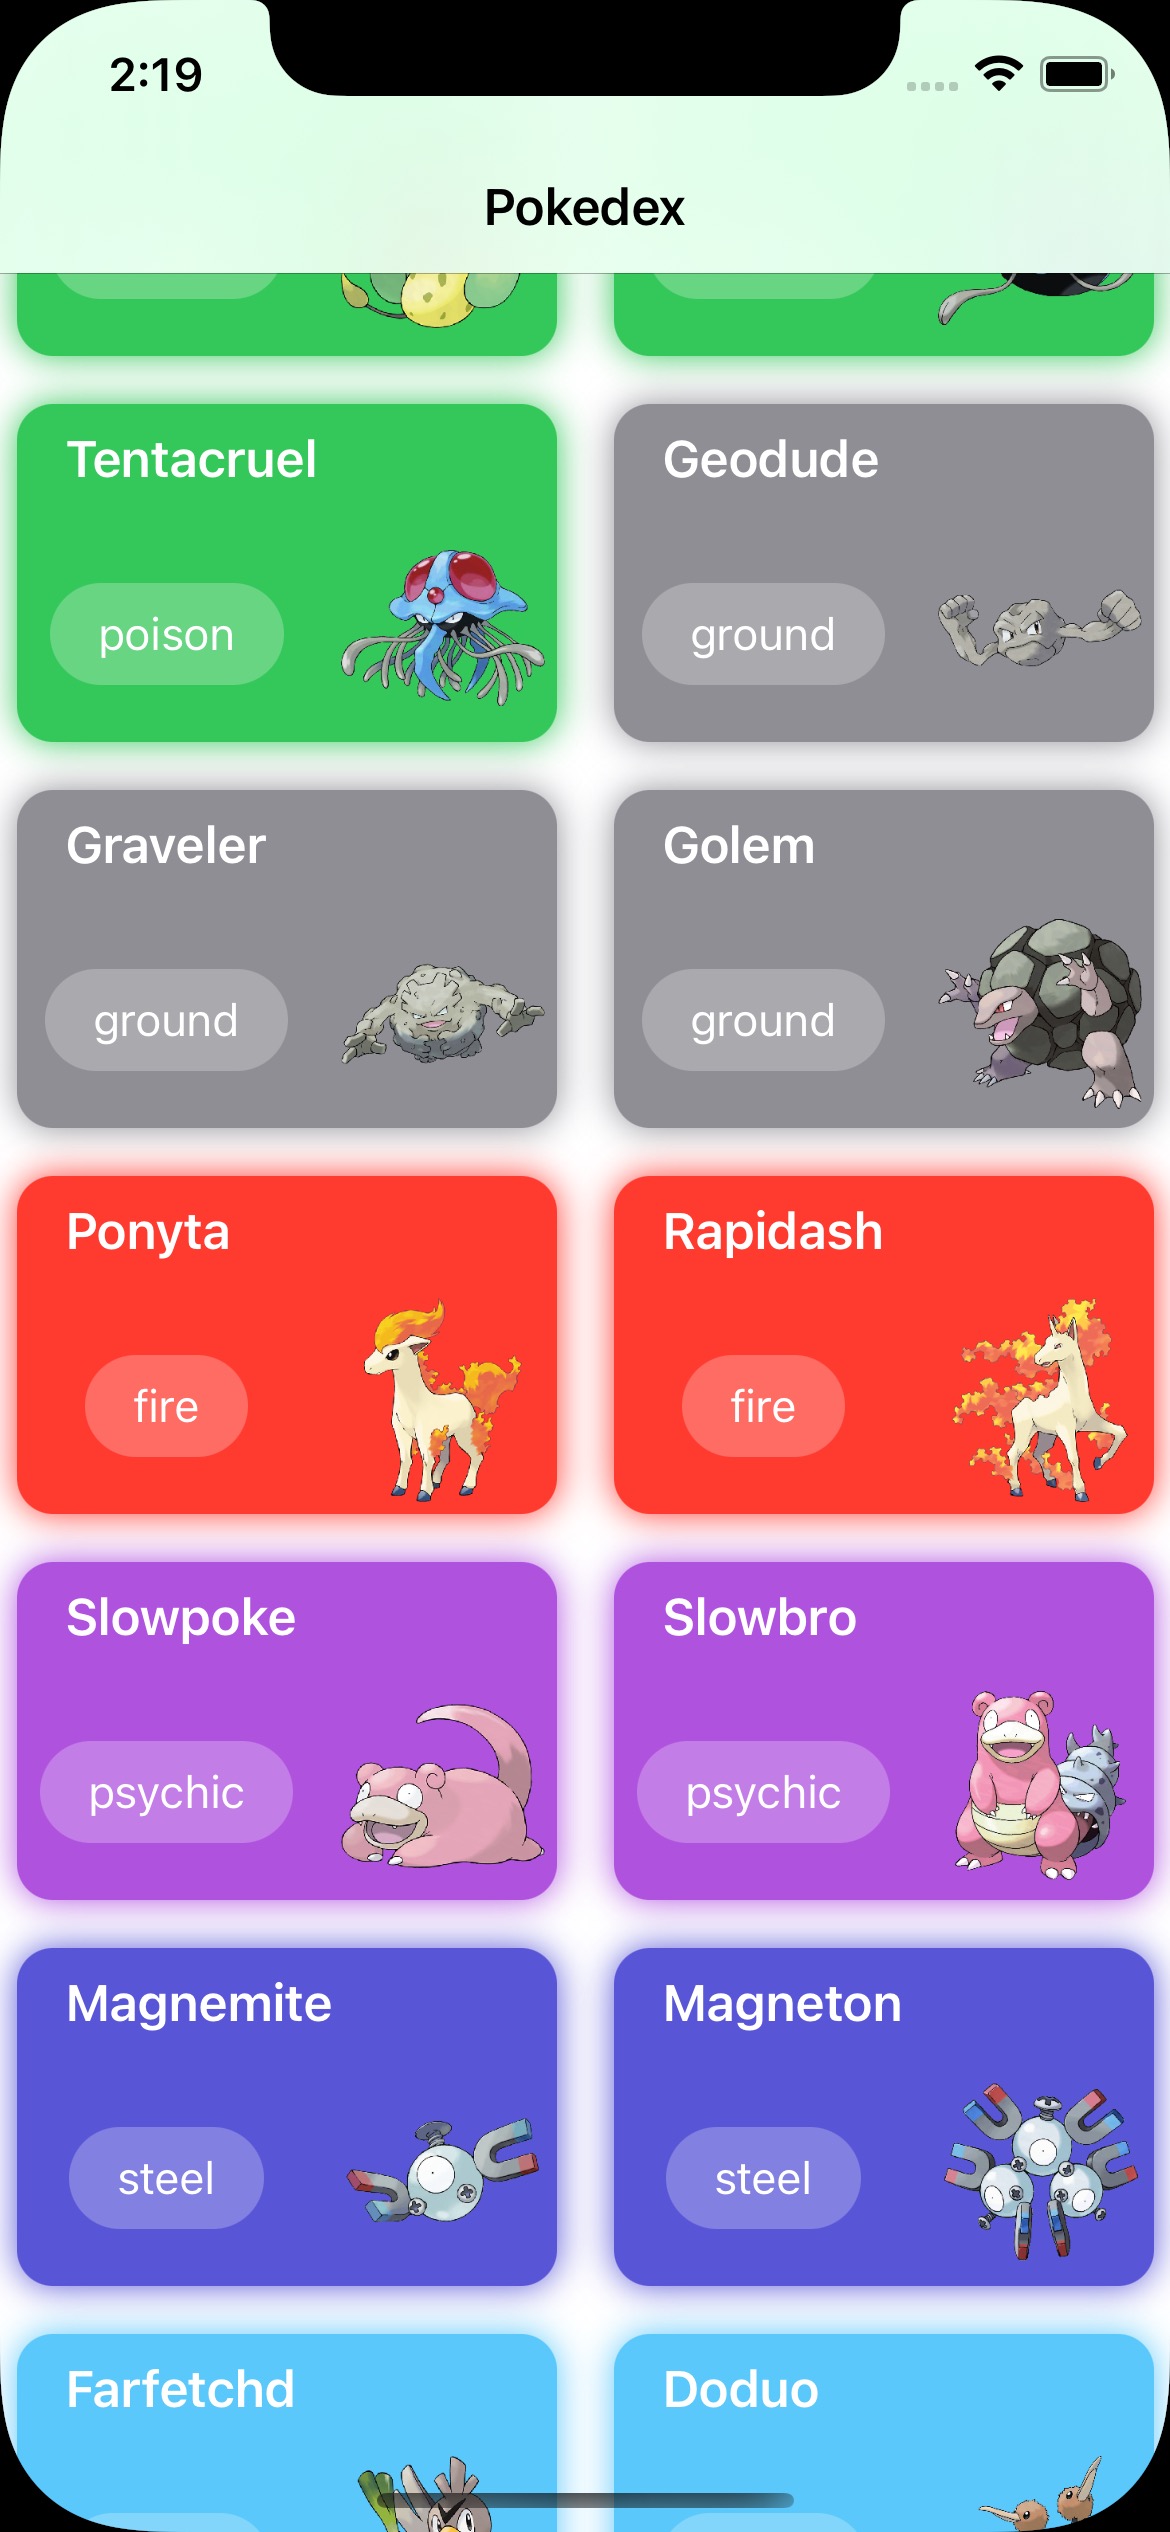 2:19
Pokedex
Tentacruel
poison
Geodude
ground
Graveler
ground
Golem
ground
Ponyta
fire
Rapidash
fire
Slowpoke
psychic
Slowbro
psychic
Magnemite
steel
Magneton
steel
Farfetchd
Doduo